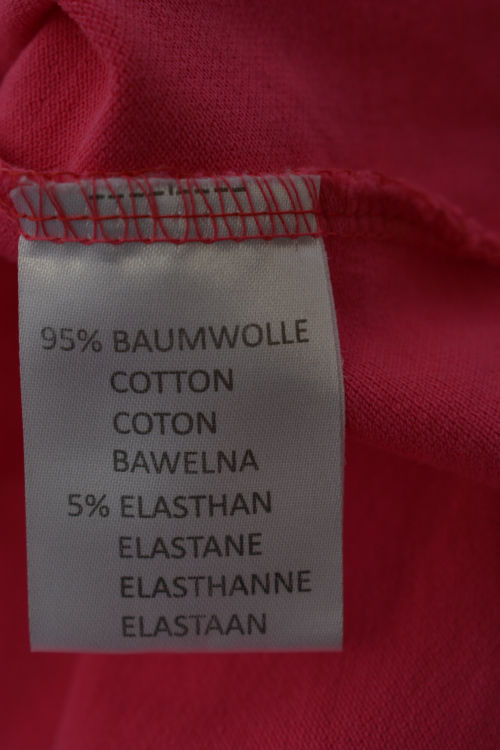 95% BAUMWOLLE
COTTON
COTON
BAWELNA
5% ELASTHAN
ELASTANE
ELASTHANNE
ELASTAAN